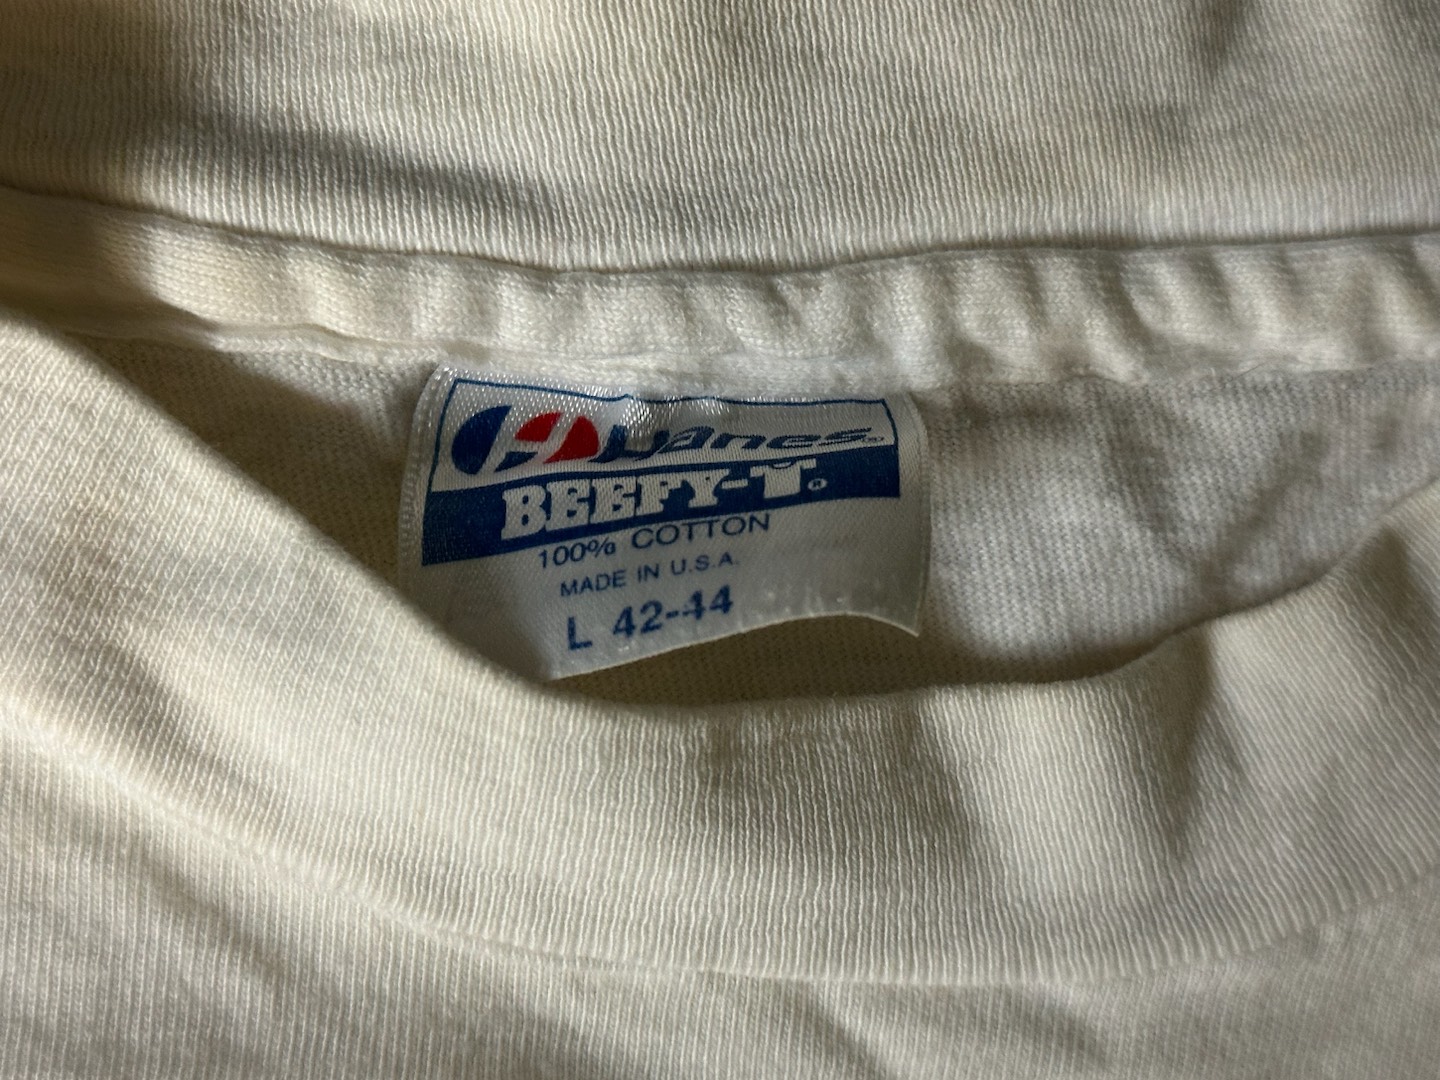 Hanes®
BEEFY-T®
100% COTTON
MADE IN U.S.A.
L 42-44